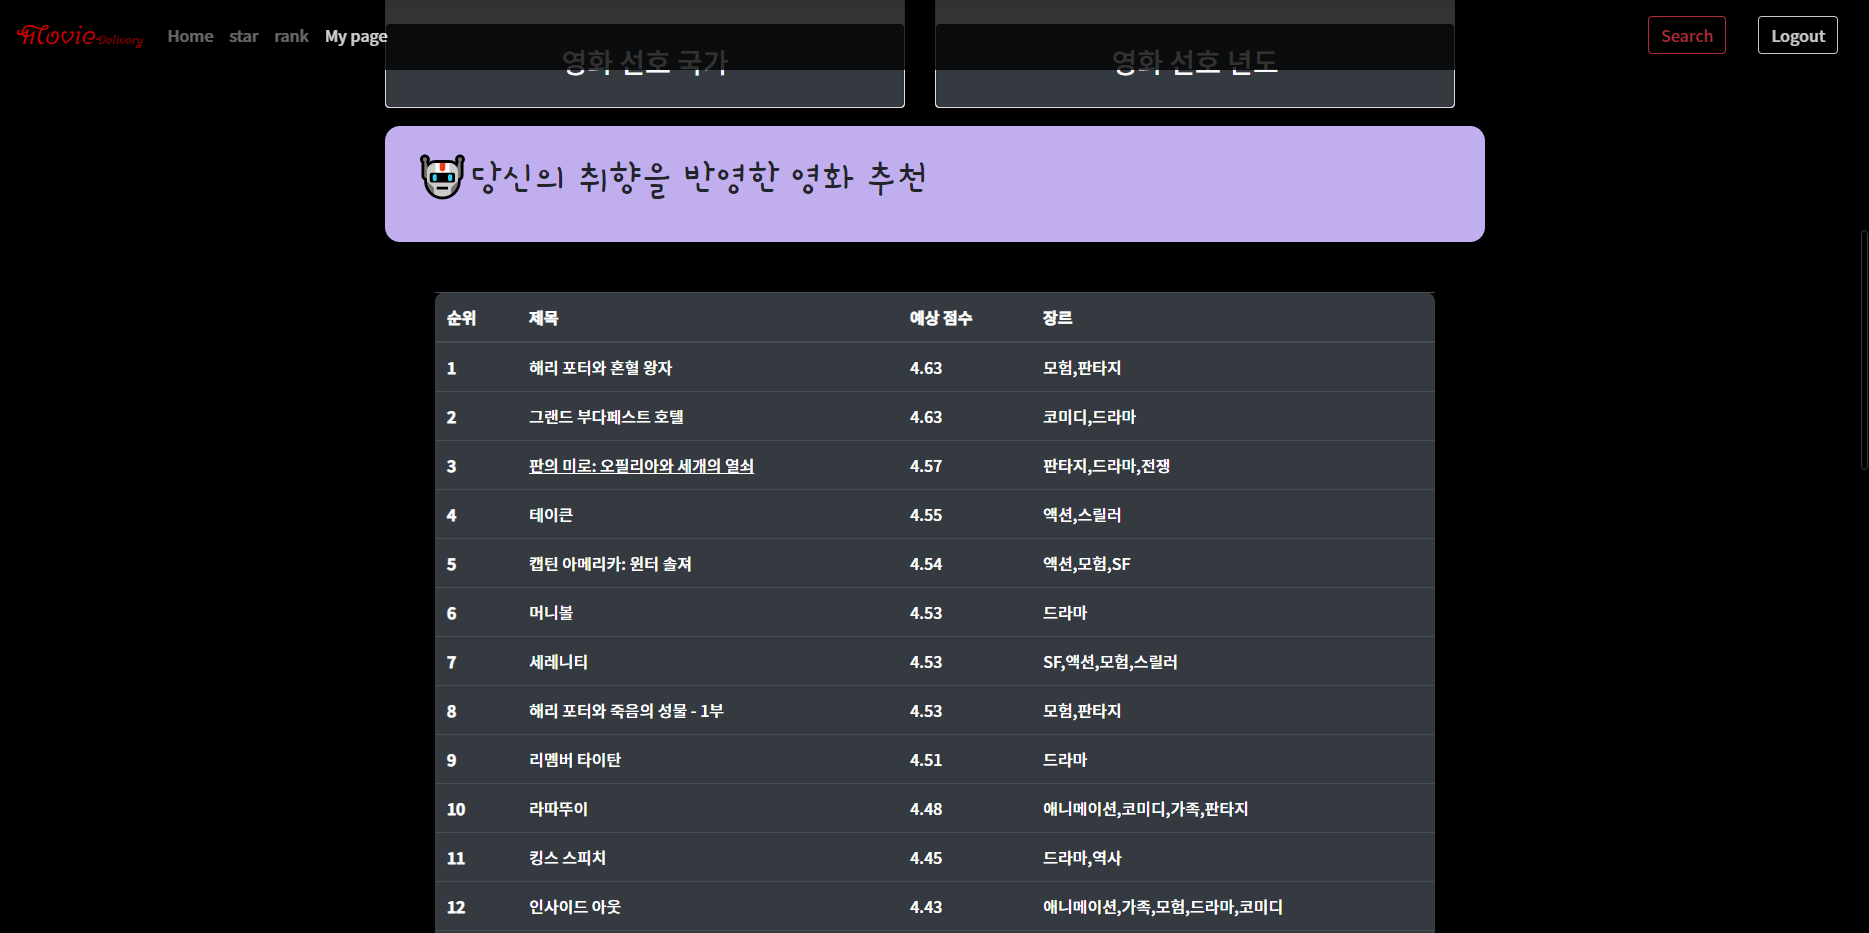 Movie Delivery Home star rank My page Search Logout
영화 선호 국가 영화 선호 년도
당신의 취향을 반영한 영화 추천
순위 제목 예상 점수 장르
1 해리 포터와 혼혈 왕자 4.63 모험,판타지
2 그랜드 부다페스트 호텔 4.63 코미디,드라마
3 판의 미로: 오필리아와 세개의 열쇠 4.57 판타지,드라마,전쟁
4 테이큰 4.55 액션,스릴러
5 캡틴 아메리카: 윈터 솔져 4.54 액션,모험,SF
6 머니볼 4.53 드라마
7 세레니티 4.53 SF,액션,모험,스릴러
8 해리 포터와 죽음의 성물 - 1부 4.53 모험,판타지
9 리멤버 타이탄 4.51 드라마
10 라따뚜이 4.48 애니메이션,코미디,가족,판타지
11 킹스 스피치 4.45 드라마,역사
12 인사이드 아웃 4.43 애니메이션,가족,모험,드라마,코미디